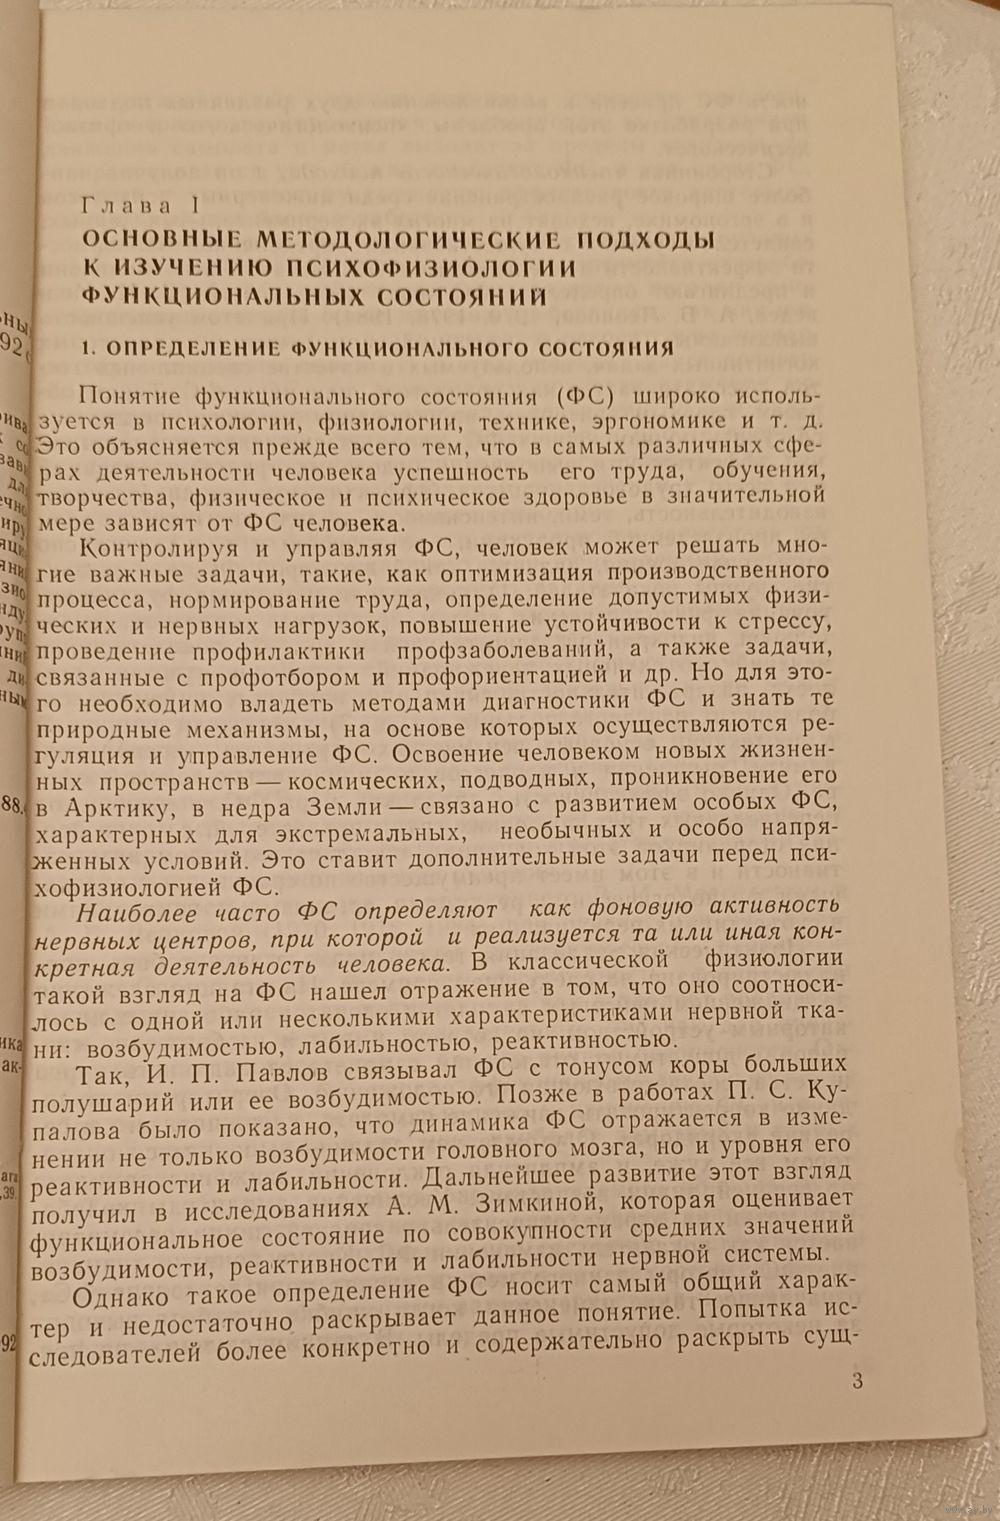 Глава I
ОСНОВНЫЕ МЕТОДОЛОГИЧЕСКИЕ ПОДХОДЫ
К ИЗУЧЕНИЮ ПСИХОФИЗИОЛОГИИ
ФУНКЦИОНАЛЬНЫХ СОСТОЯНИЙ
1. ОПРЕДЕЛЕНИЕ ФУНКЦИОНАЛЬНОГО СОСТОЯНИЯ
Понятие функционального состояния (ФС) широко исполь-
зуется в психологии, физиологии, технике, эргономике и т. д.
Это объясняется прежде всего тем, что в самых различных сфе-
рах деятельности человека успешность его труда, обучения,
творчества, физическое и психическое здоровье в значительной
мере зависят от ФС человека.
Контролируя и управляя ФС, человек может решать мно-
гие важные задачи, такие, как оптимизация производственного
процесса, нормирование труда, определение допустимых физи-
ческих и нервных нагрузок, повышение устойчивости к стрессу,
проведение профилактики профзаболеваний, а также задачи,
связанные с профотбором и профориентацией и др. Но для это-
го необходимо владеть методами диагностики ФС и знать те
природные механизмы, на основе которых осуществляются ре-
гуляция и управление ФС. Освоение человеком новых жизнен-
ных пространств — космических, подводных, проникновение его
в Арктику, в недра Земли — связано с развитием особых ФС,
характерных для экстремальных, необычных и особо напря-
женных условий. Это ставит дополнительные задачи перед пси-
хофизиологией ФС.
Наиболее часто ФС определяют как фоновую активность
нервных центров, при которой и реализуется та или иная кон-
кретная деятельность человека. В классической физиологии
такой взгляд на ФС нашел отражение в том, что оно соотноси-
лось с одной или несколькими характеристиками нервной тка-
ни: возбудимостью, лабильностью, реактивностью.
Так, И. П. Павлов связывал ФС с тонусом коры больших
полушарий или ее возбудимостью. Позже в работах П. С. Ку-
палова было показано, что динамика ФС отражается в изме-
нении не только возбудимости головного мозга, но и уровня его
реактивности и лабильности. Дальнейшее развитие этот взгляд
получил в исследованиях А. М. Зимкиной, которая оценивает
функциональное состояние по совокупности средних значений
возбудимости, реактивности и лабильности нервной системы.
Однако такое определение ФС носит самый общий харак-
тер и недостаточно раскрывает данное понятие. Попытка ис-
следователей более конкретно и содержательно раскрыть сущ-
3